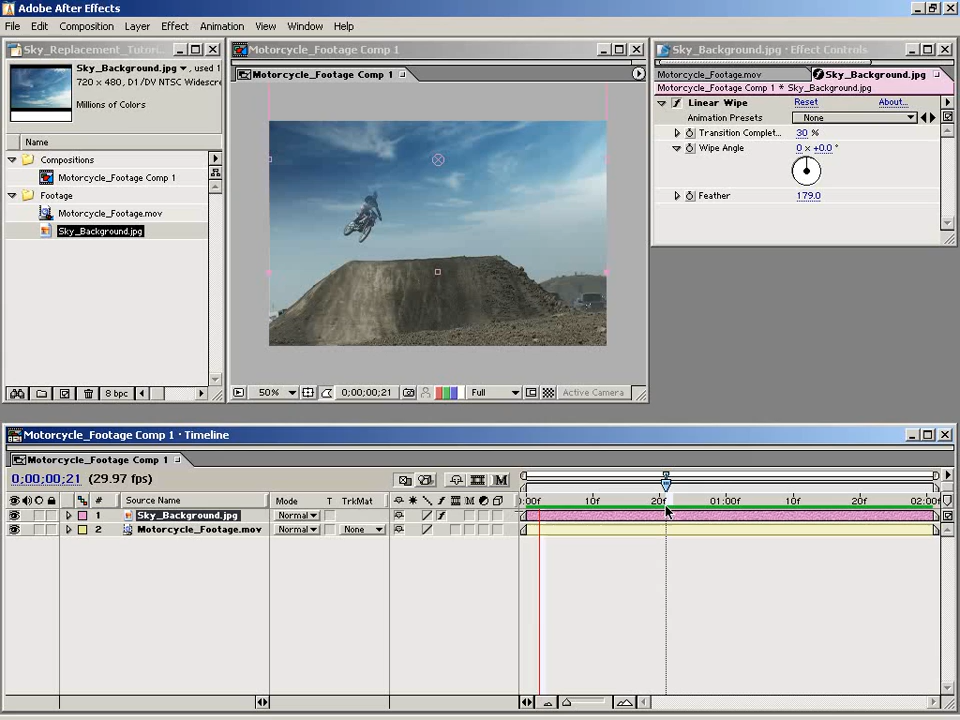 Adobe After Effects
File Edit Composition Layer Effect Animation View Window Help
Sky_Replacement_Tutori...
Sky_Background.jpg ▾, used 1
720 x 480, D1/DV NTSC Widescre
Millions of Colors
Name
Compositions
Motorcycle_Footage Comp 1
Footage
Motorcycle_Footage.mov
Sky_Background.jpg
8 bpc
Motorcycle_Footage Comp 1
Motorcycle_Footage Comp 1
50% 0;00;00;21 Full Active Camera
Sky_Background.jpg · Effect Controls
Motorcycle_Footage.mov Sky_Background.jpg
Motorcycle_Footage Comp 1 * Sky_Background.jpg
Linear Wipe Reset About...
Animation Presets None
Transition Complet... 30 %
Wipe Angle 0 x +0.0 °
Feather 179.0
Motorcycle_Footage Comp 1 · Timeline
Motorcycle_Footage Comp 1
0;00;00;21 (29.97 fps)
# Source Name Mode T TrkMat
):00f 10f 20f 01:00f 10f 20f 02:00f
1 Sky_Background.jpg Normal
2 Motorcycle_Footage.mov Normal None